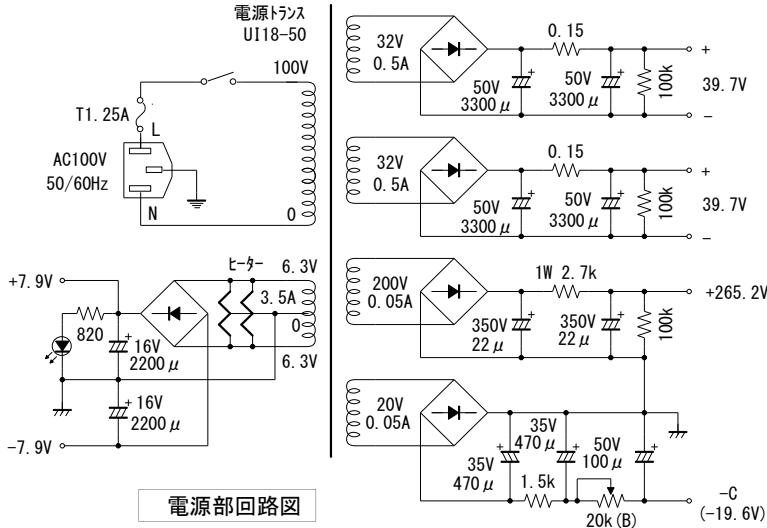 電源トランス
UI18-50
100V
T1.25A
L
AC100V
50/60Hz
N
0
ヒーター
6.3V
3.5A
0
6.3V
+7.9V
820
+
16V
2200μ
+
16V
2200μ
-7.9V
電源部回路図
32V
0.5A
0.15
50V
3300μ
+
50V
3300μ
+
100k
+
39.7V
-
32V
0.5A
0.15
50V
3300μ
+
50V
3300μ
+
100k
+
39.7V
-
200V
0.05A
1W 2.7k
350V
22μ
+
350V
22μ
+
100k
+265.2V
20V
0.05A
35V
470μ
+
35V
470μ
+
50V
100μ
+
1.5k
20k(B)
-C
(-19.6V)